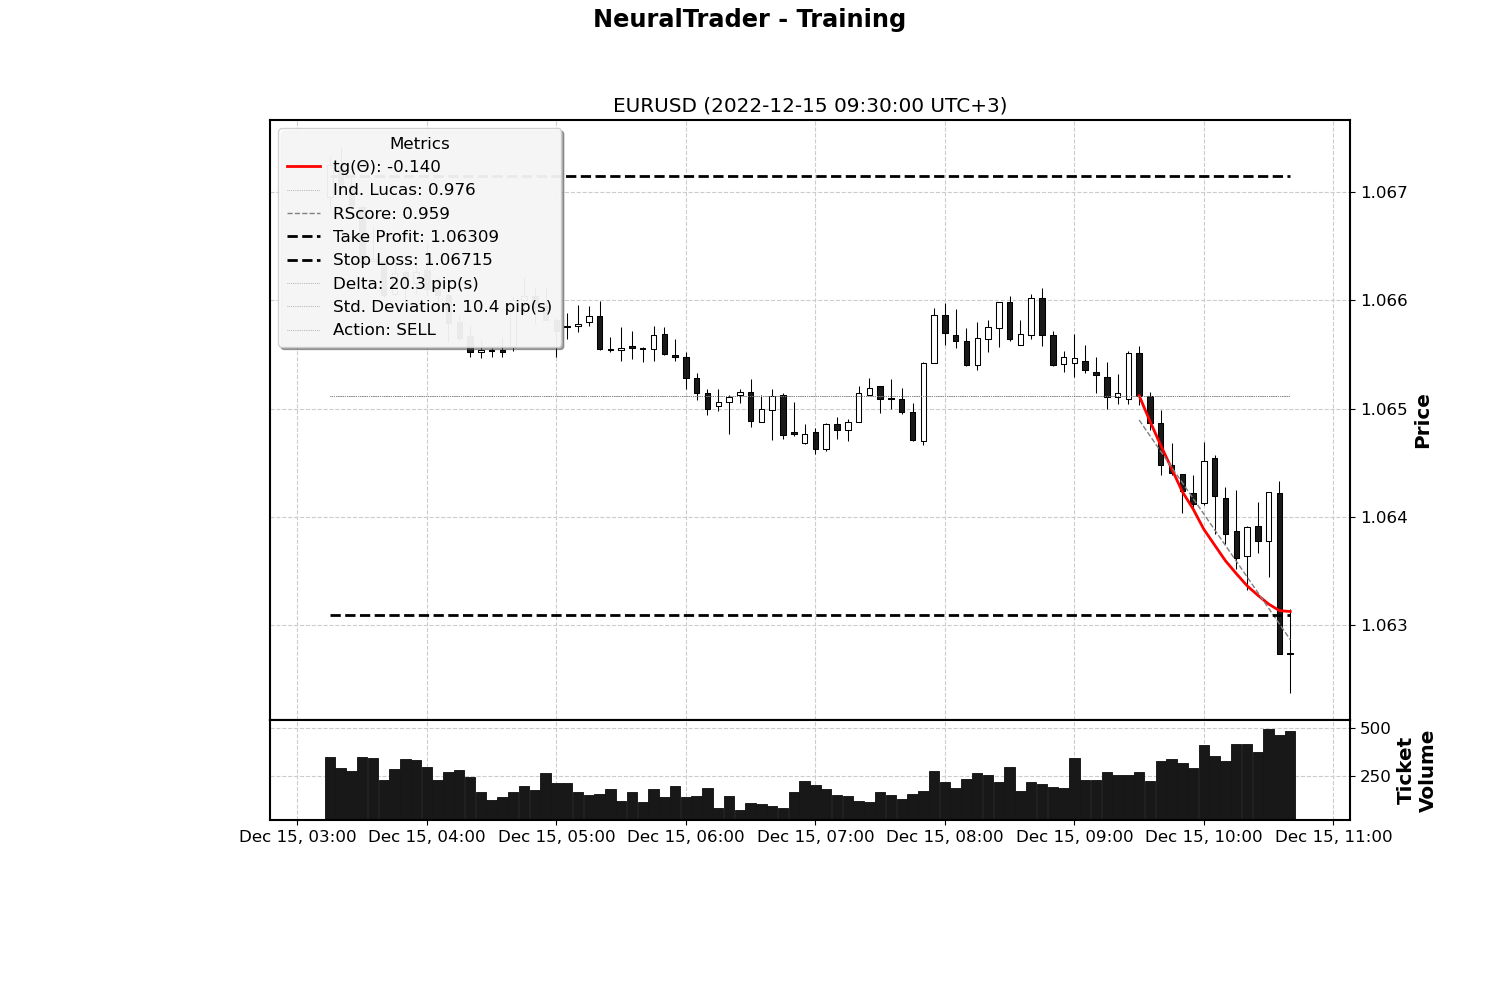 NeuralTrader - Training
EURUSD (2022-12-15 09:30:00 UTC+3)
Metrics
tg(Θ): -0.140
Ind. Lucas: 0.976
RScore: 0.959
Take Profit: 1.06309
Stop Loss: 1.06715
Delta: 20.3 pip(s)
Std. Deviation: 10.4 pip(s)
Action: SELL
1.067
1.066
1.065
1.064
1.063
Price
500
250
Ticket
Volume
Dec 15, 03:00 Dec 15, 04:00 Dec 15, 05:00 Dec 15, 06:00 Dec 15, 07:00 Dec 15, 08:00 Dec 15, 09:00 Dec 15, 10:00 Dec 15, 11:00